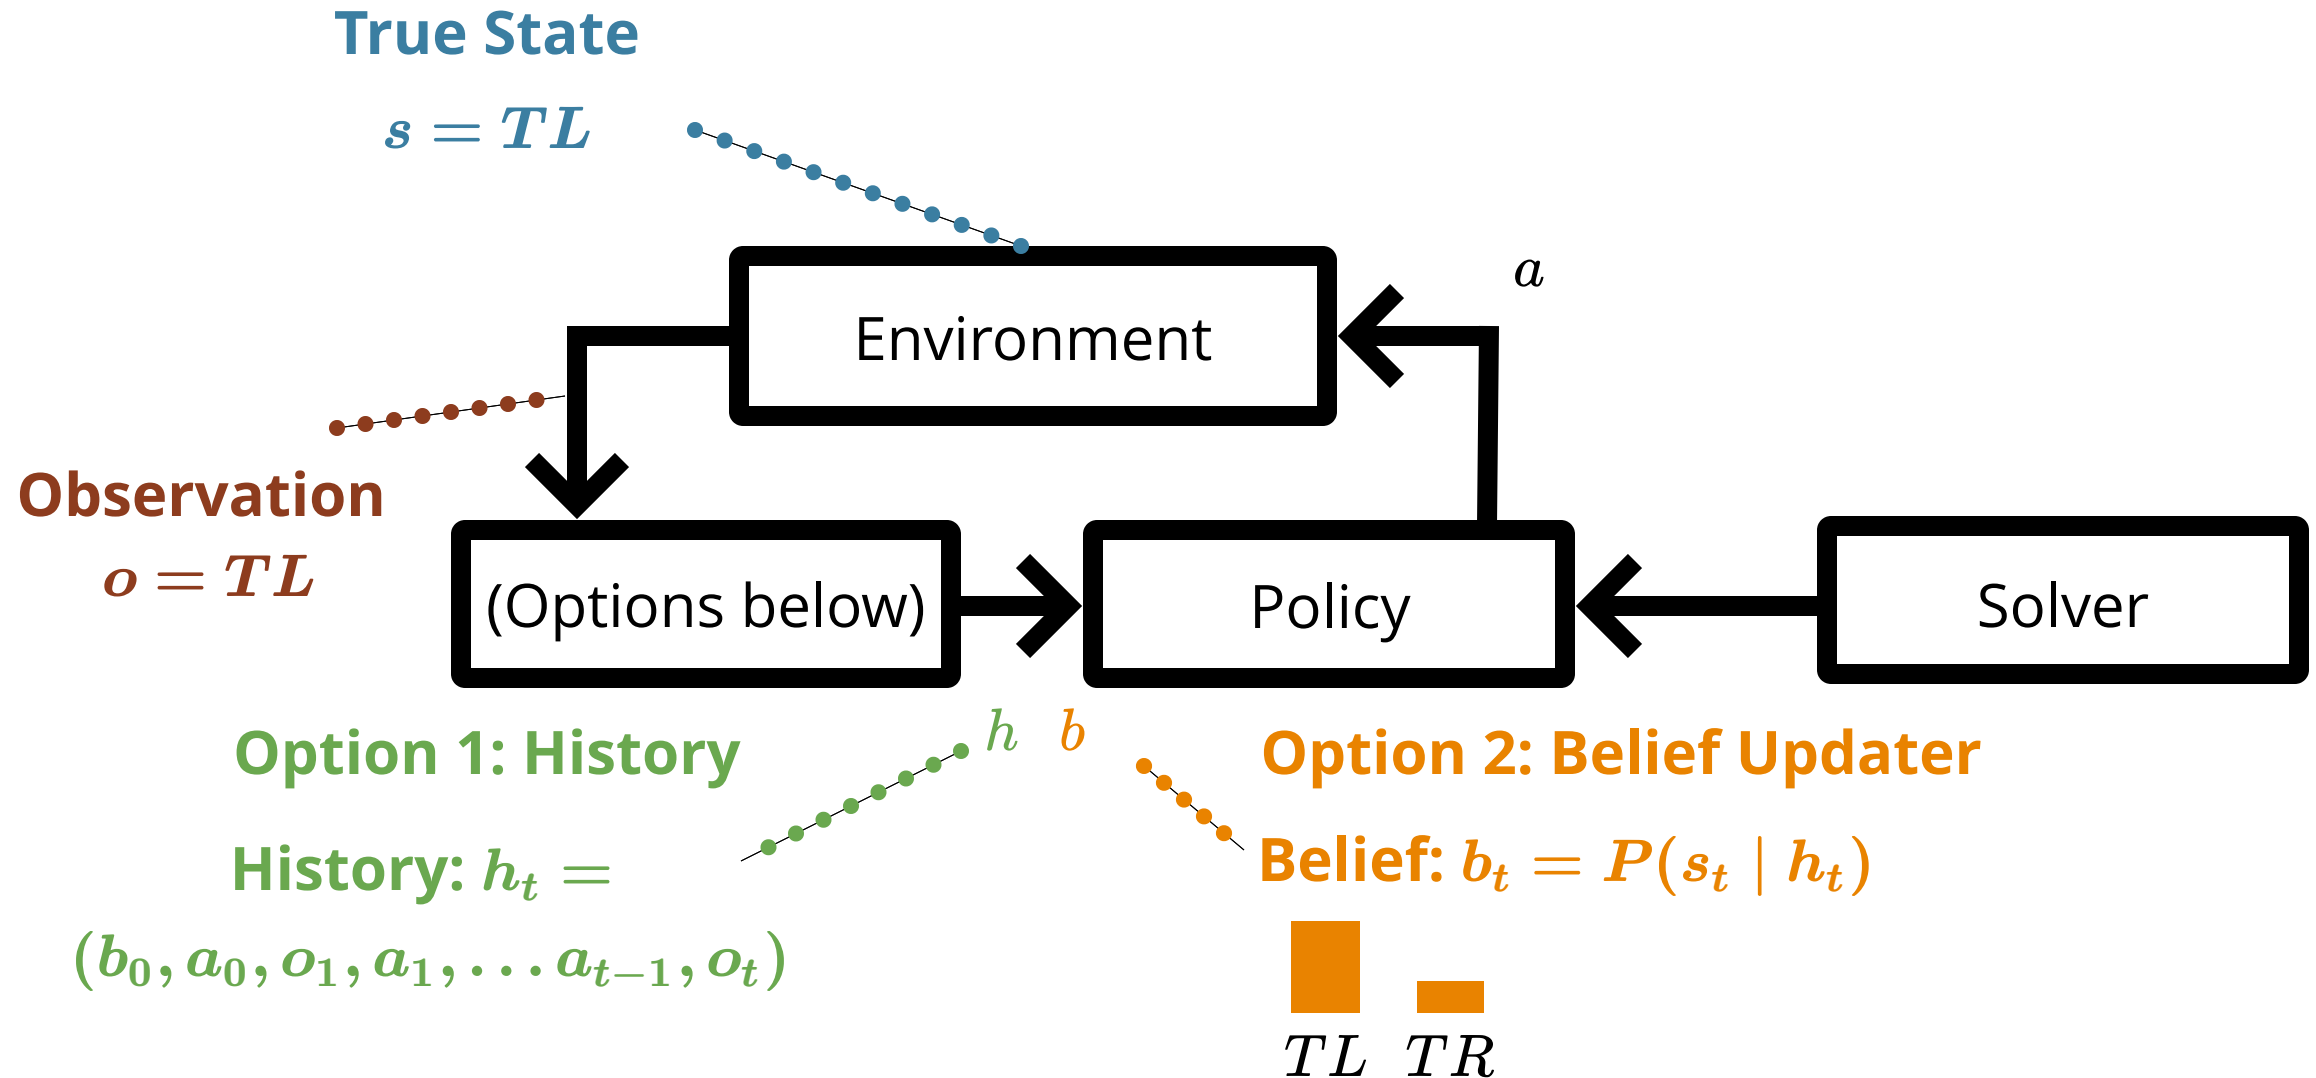 True State
s = TL
a
Environment
Observation
o = TL
(Options below)
Policy
Solver
h
b
Option 1: History
History: h_t =
(b_0, a_0, o_1, a_1, ... a_{t-1}, o_t)
Option 2: Belief Updater
Belief: b_t = P(s_t | h_t)
TL
TR